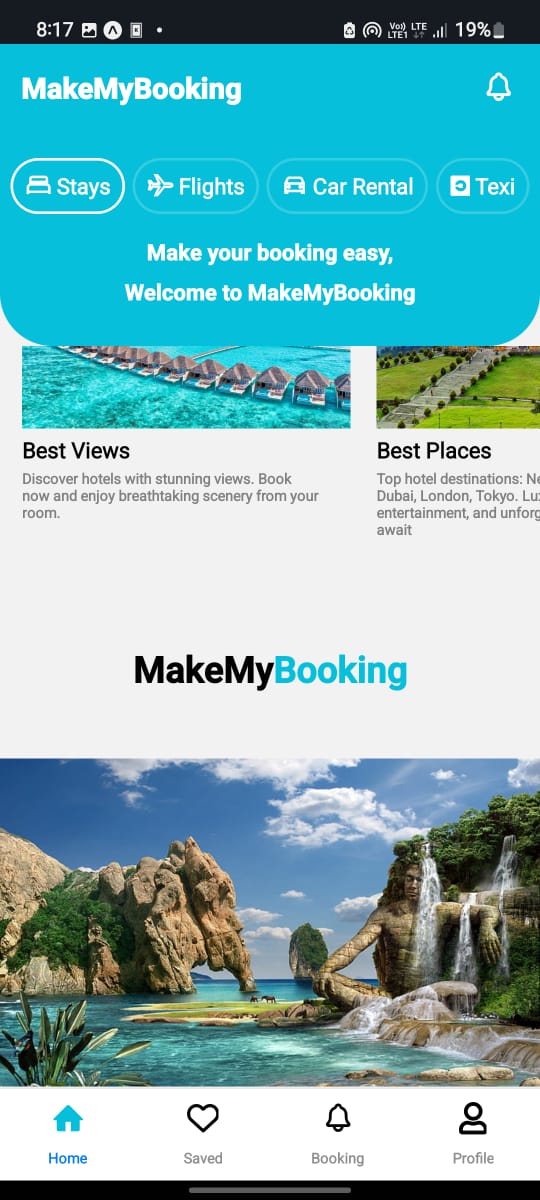 8:17
Vo)) LTE
LTE1
19%
MakeMyBooking
Stays
Flights
Car Rental
Texi
Make your booking easy,
Welcome to MakeMyBooking
Best Views
Discover hotels with stunning views. Book
now and enjoy breathtaking scenery from your
room.
Best Places
Top hotel destinations: Ne
Dubai, London, Tokyo. Lu
entertainment, and unforg
await
MakeMyBooking
Home
Saved
Booking
Profile